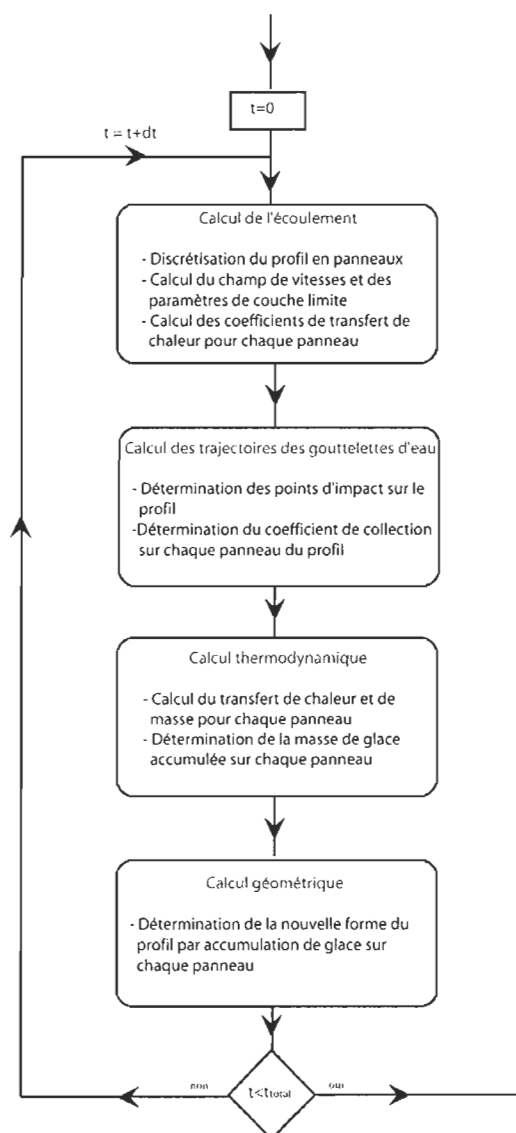 t=0
t = t+dt
Calcul de l'écoulement
- Discrétisation du profil en panneaux
- Calcul du champ de vitesses et des
paramètres de couche limite
- Calcul des coefficients de transfert de
chaleur pour chaque panneau
Calcul des trajectoires des gouttelettes d'eau
- Détermination des points d'impact sur le
profil
-Détermination du coefficient de collection
sur chaque panneau du profil
Calcul thermodynamique
- Calcul du transfert de chaleur et de
masse pour chaque panneau
- Détermination de la masse de glace
accumulée sur chaque panneau
Calcul géométrique
- Détermination de la nouvelle forme du
profil par accumulation de glace sur
chaque panneau
non
t<ttotal
oui